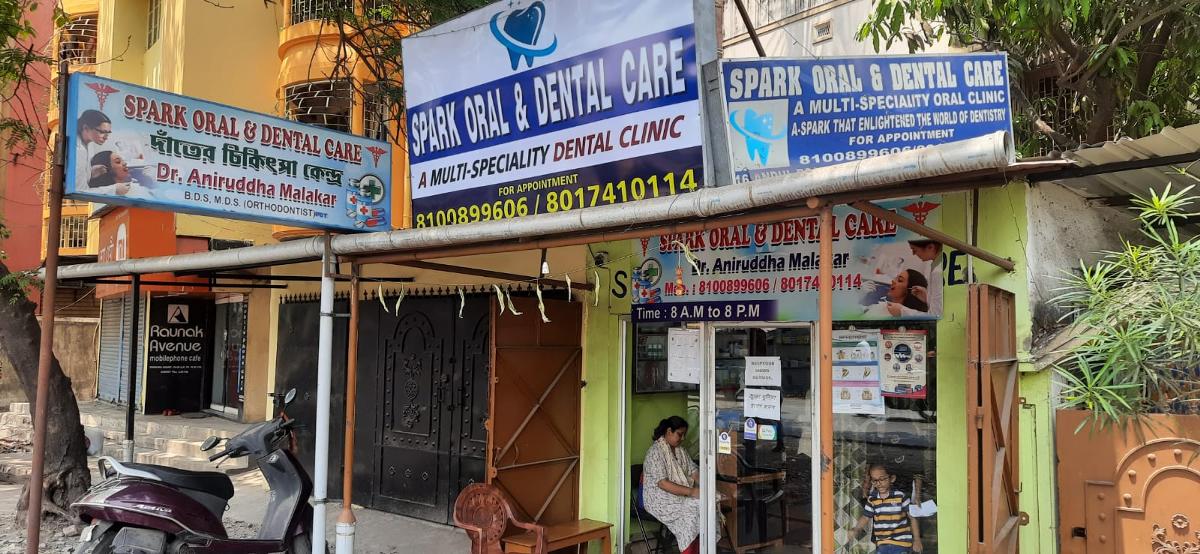 SPARK ORAL & DENTAL CARE
দাঁতের চিকিৎসা কেন্দ্র
Dr. Aniruddha Malakar
B.D.S, M.D.S. (ORTHODONTIST)
SPARK ORAL & DENTAL CARE
A MULTI-SPECIALITY DENTAL CLINIC
FOR APPOINTMENT
8100899606 / 8017410114
SPARK ORAL & DENTAL CARE
A MULTI-SPECIALITY ORAL CLINIC
A-SPARK THAT ENLIGHTENED THE WORLD OF DENTISTRY
FOR APPOINTMENT
8100899606/
SPARK ORAL & DENTAL CARE
Dr. Aniruddha Malakar
8100899606 / 8017410114
Time : 8 A.M to 8 P.M
Raunak
Avenue
mobilephone cafe